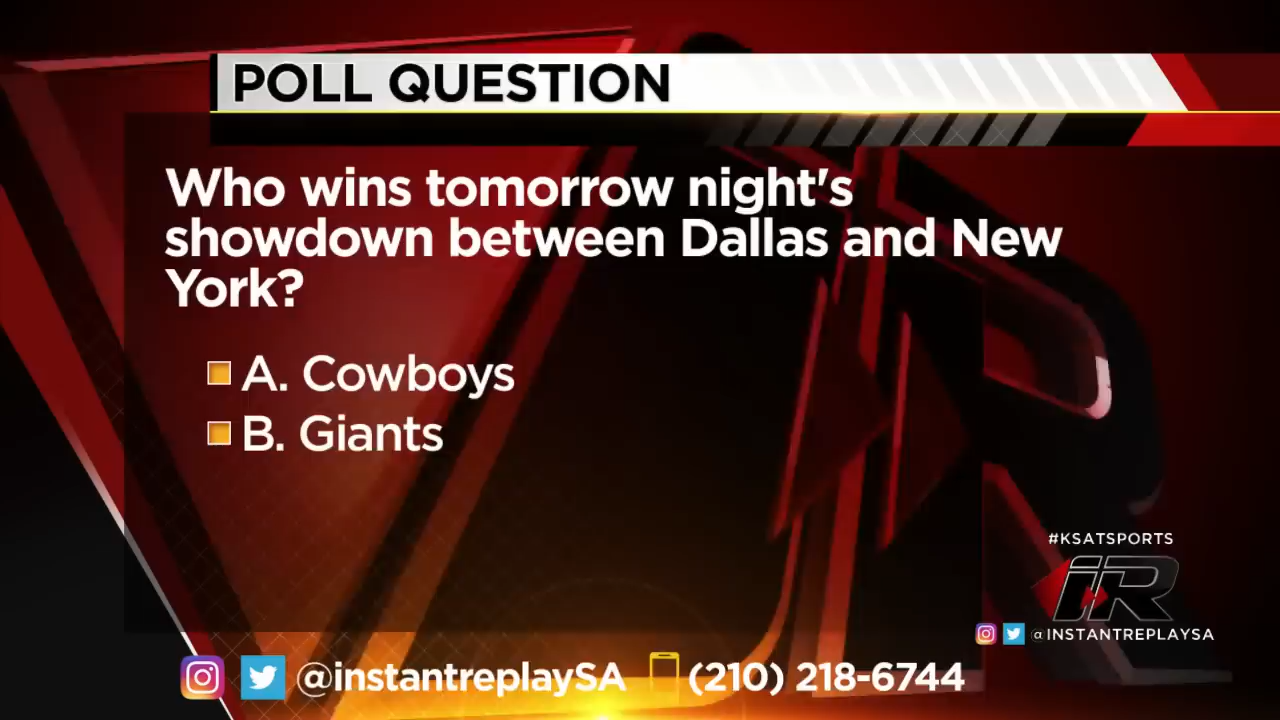 POLL QUESTION
Who wins tomorrow night's
showdown between Dallas and New
York?
A. Cowboys
B. Giants
#KSATSPORTS
iR
@INSTANTREPLAYSA
@instantreplaySA (210) 218-6744